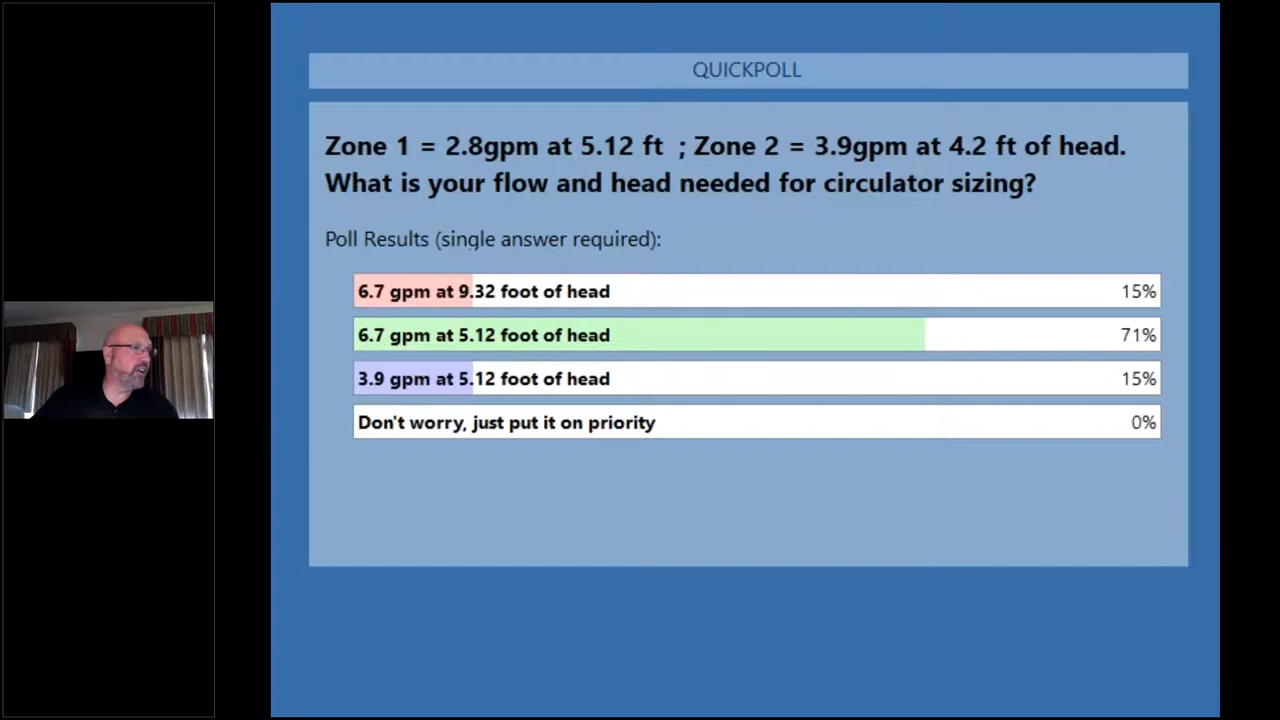 QUICKPOLL
Zone 1 = 2.8gpm at 5.12 ft ; Zone 2 = 3.9gpm at 4.2 ft of head.
What is your flow and head needed for circulator sizing?
Poll Results (single answer required):
6.7 gpm at 9.32 foot of head 15%
6.7 gpm at 5.12 foot of head 71%
3.9 gpm at 5.12 foot of head 15%
Don't worry, just put it on priority 0%